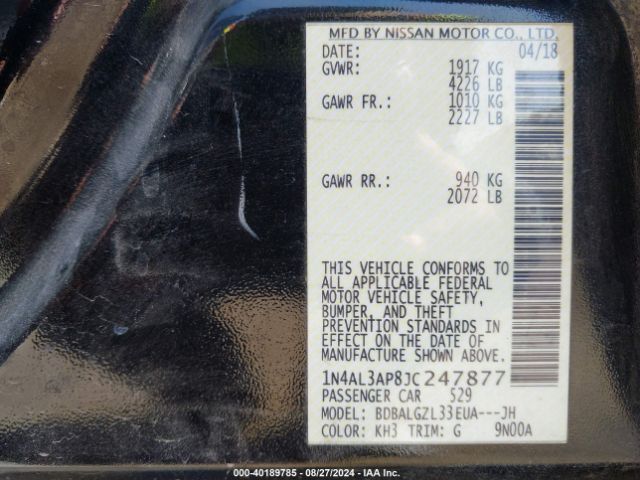 MFD BY NISSAN MOTOR CO., LTD.
DATE: 04/18
GVWR: 1917 KG
4226 LB
GAWR FR.: 1010 KG
2227 LB
GAWR RR.: 940 KG
2072 LB
THIS VEHICLE CONFORMS TO
ALL APPLICABLE FEDERAL
MOTOR VEHICLE SAFETY,
BUMPER, AND THEFT
PREVENTION STANDARDS IN
EFFECT ON THE DATE OF
MANUFACTURE SHOWN ABOVE.
1N4AL3AP8JC247877
PASSENGER CAR 529
MODEL: BDBALGZL33EUA---JH
COLOR: KH3 TRIM: G 9N00A
000-40189785 - 08/27/2024 - IAA Inc.